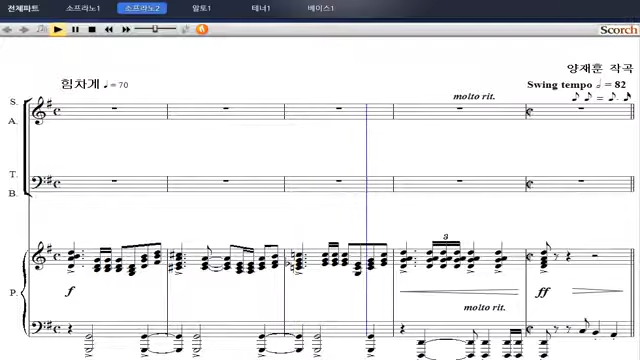 전체파트 소프라노1 소프라노2 알토1 테너1 베이스1
Scorch
양재훈 작곡
힘차게 ♩= 70
molto rit.
Swing tempo 𝅗𝅥 = 82
S.
A.
T.
B.
3
P.
f
ff
molto rit.